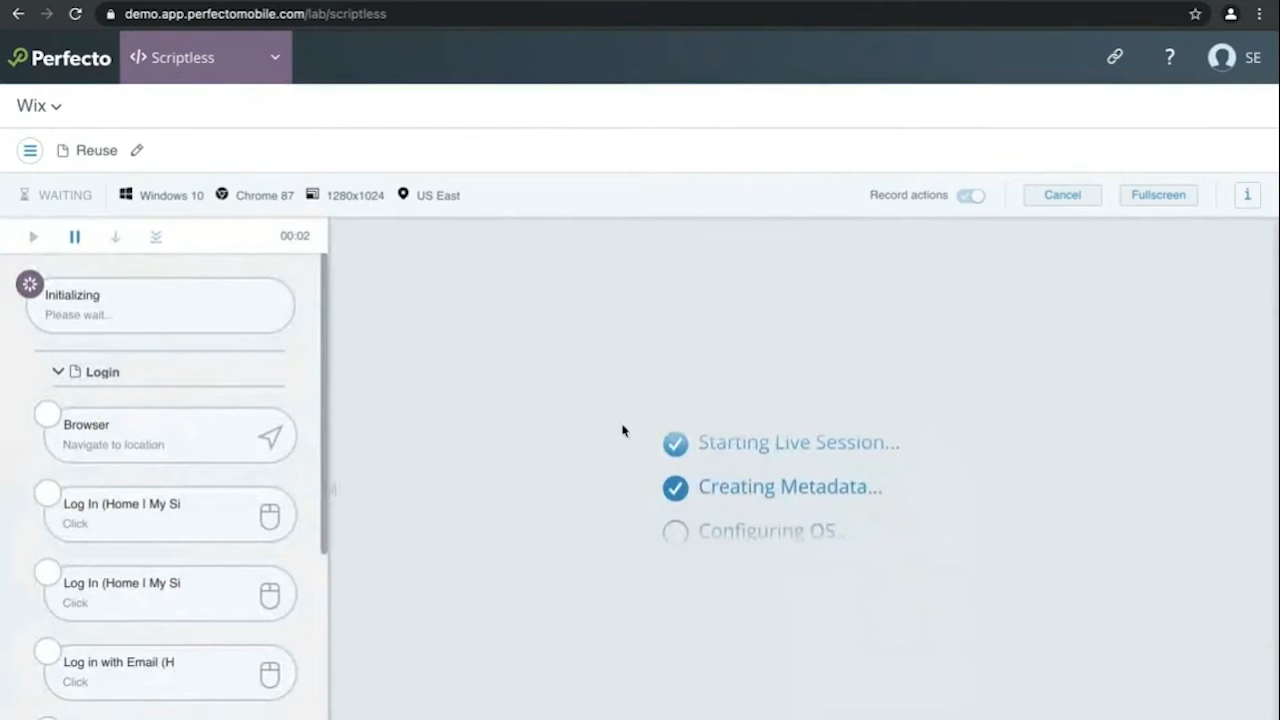 demo.app.perfectomobile.com/lab/scriptless
Perfecto
</> Scriptless
? SE
Wix
Reuse
WAITING Windows 10 Chrome 87 1280x1024 US East Record actions Cancel Fullscreen i
00:02
Initializing
Please wait...
Login
Browser
Navigate to location
Log In (Home | My Si
Click
Log In (Home | My Si
Click
Log in with Email (H
Click
Starting Live Session...
Creating Metadata...
Configuring OS...